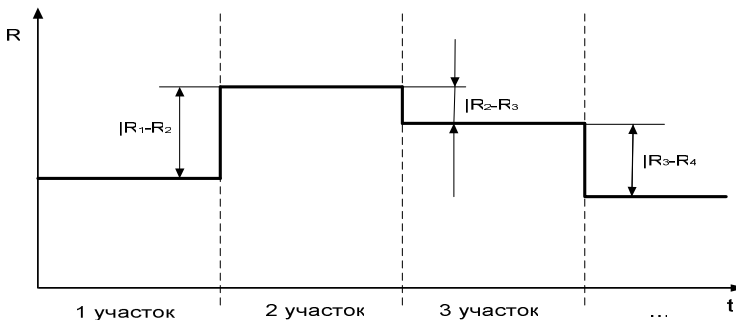 R
|R₁-R₂
|R₂-R₃
|R₃-R₄
t
1 участок
2 участок
3 участок
...